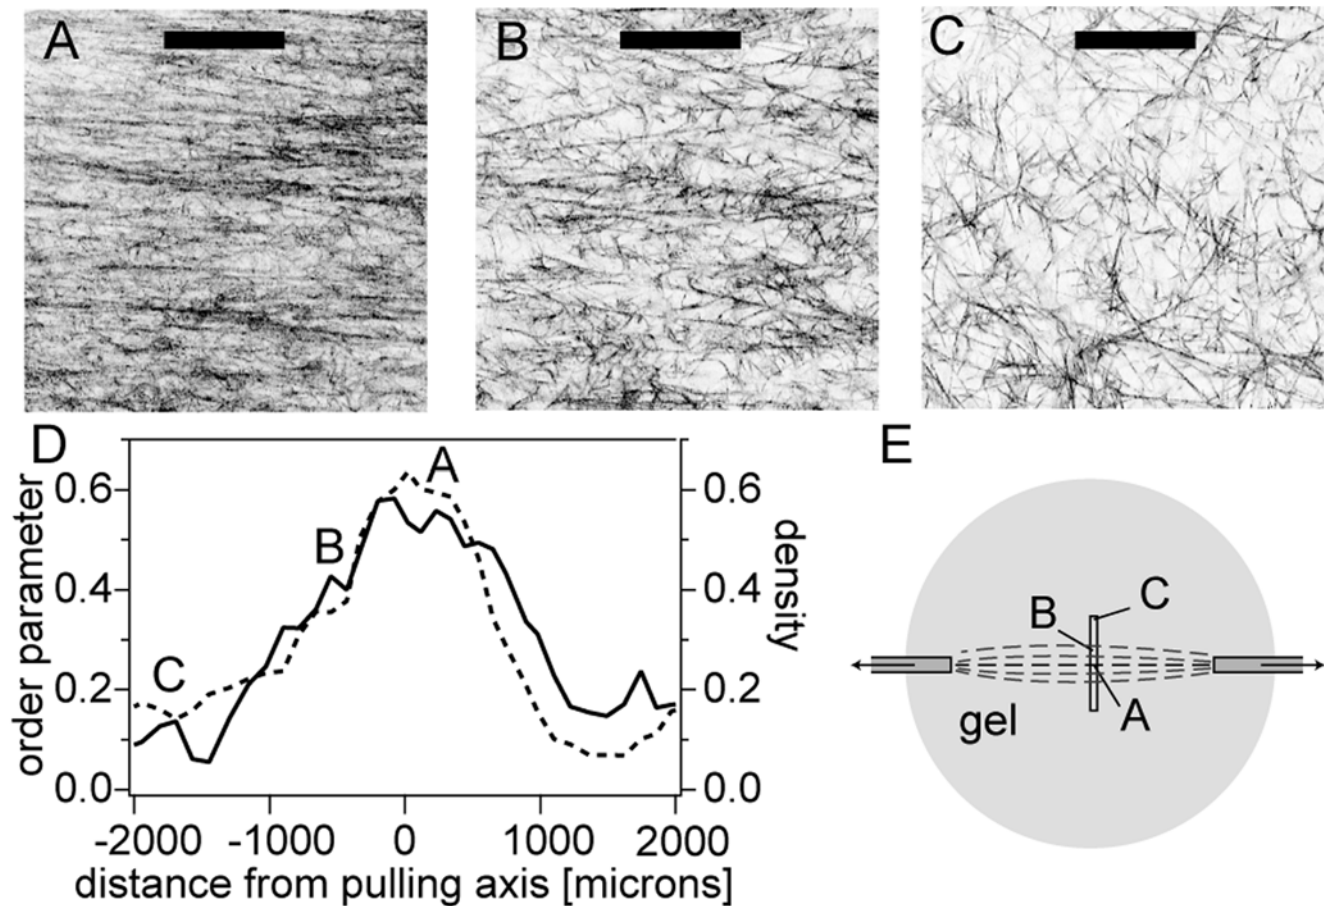 A
B
C
D
order parameter
0.6
0.4
0.2
0.0
A
B
C
0.6
0.4
0.2
0.0
density
-2000
-1000
0
1000
2000
distance from pulling axis [microns]
E
B
C
A
gel